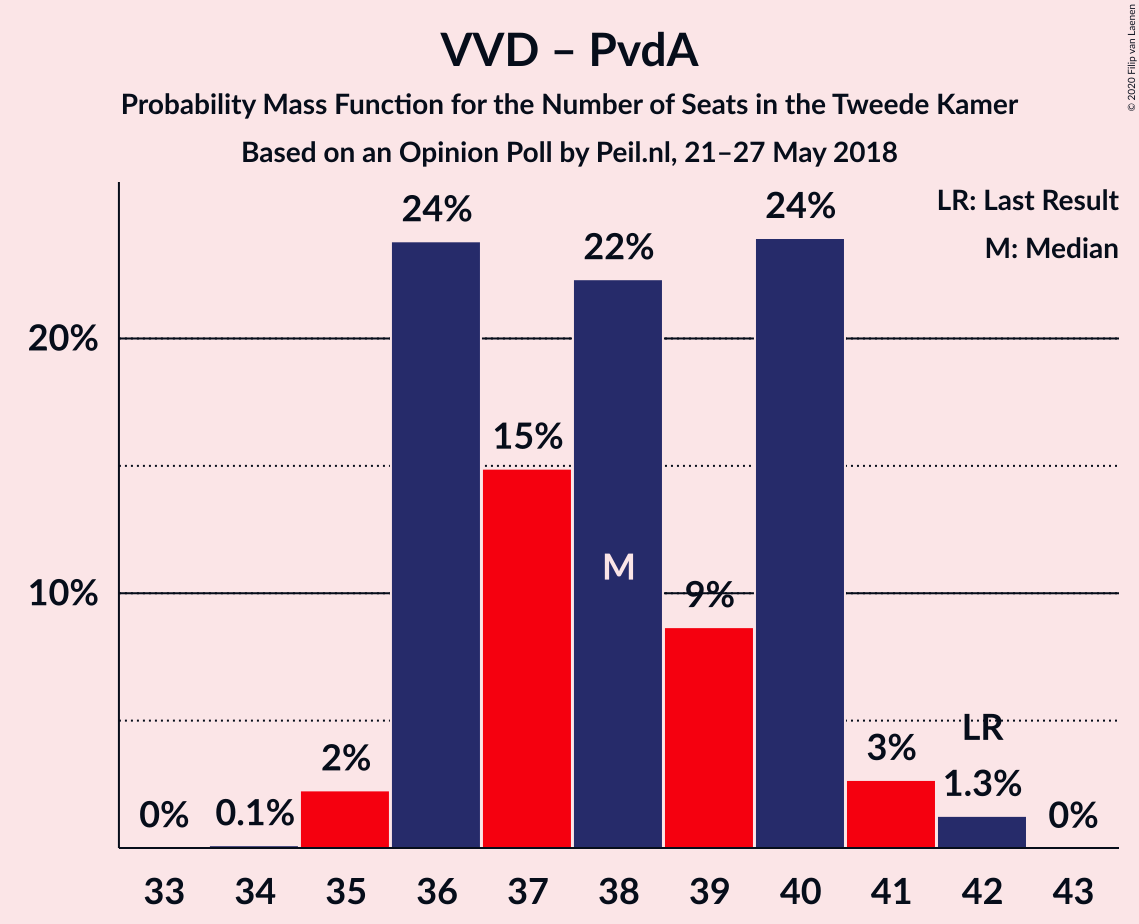 VVD – PvdA
Probability Mass Function for the Number of Seats in the Tweede Kamer
Based on an Opinion Poll by Peil.nl, 21–27 May 2018
© 2020 Filip van Laenen
LR: Last Result
M: Median
20%
10%
0%
0.1%
2%
24%
15%
22%
M
9%
24%
3%
LR
1.3%
0%
33 34 35 36 37 38 39 40 41 42 43